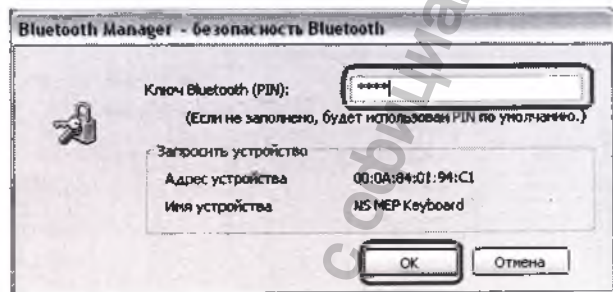 Bluetooth Manager - безопасность Bluetooth
Ключ Bluetooth (PIN): ****
(Если не заполнено, будет использован PIN по умолчанию.)
Запросить устройство
Адрес устройства 00:0A:84:01:94:C1
Имя устройства NS MEP Keyboard
OK Отмена